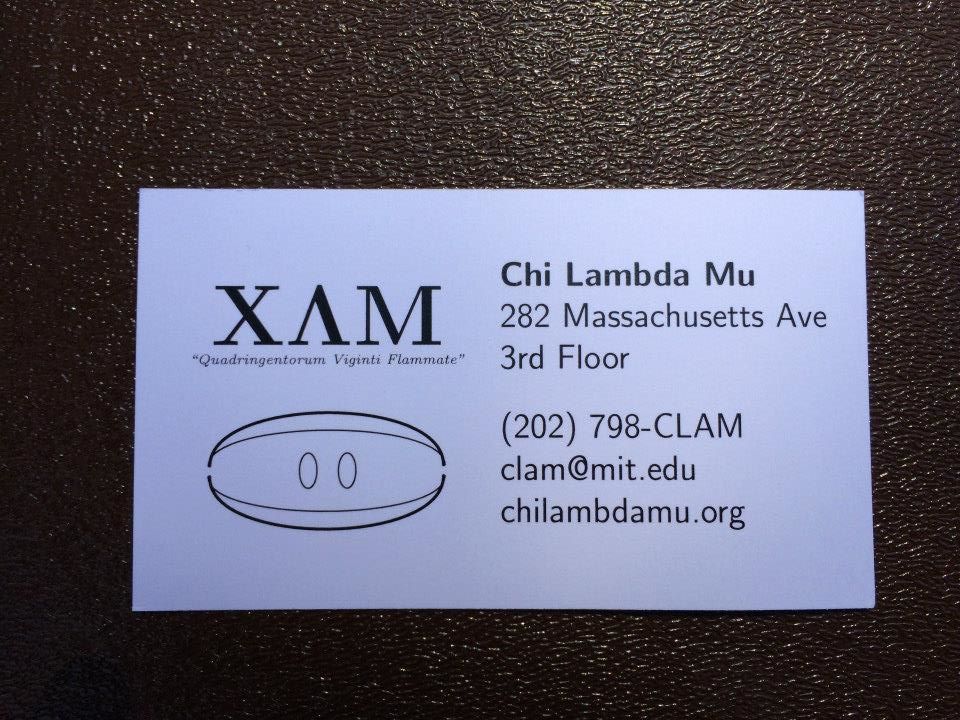 ΧΛΜ
“Quadringentorum Viginti Flammate”
Chi Lambda Mu
282 Massachusetts Ave
3rd Floor
(202) 798-CLAM
clam@mit.edu
chilambdamu.org